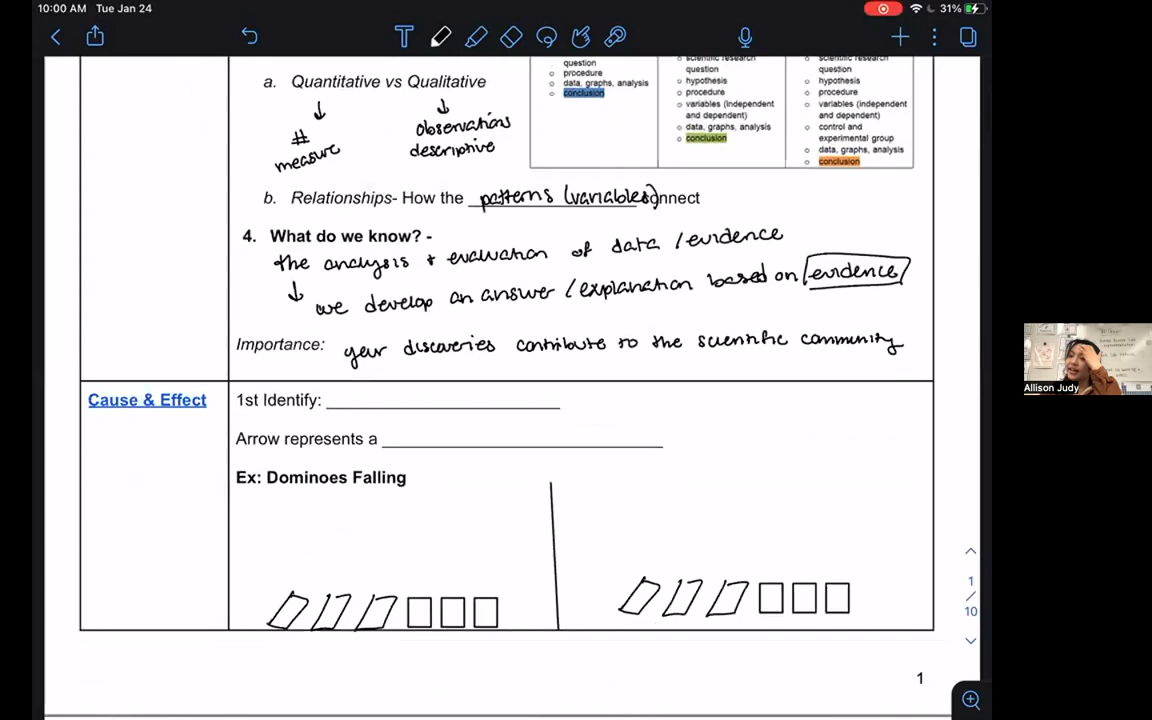 10:00 AM Tue Jan 24
31%
question
procedure
data, graphs, analysis
conclusion
scientific research
question
hypothesis
procedure
variables (independent
and dependent)
data, graphs, analysis
conclusion
scientific research
question
hypothesis
procedure
variables (independent
and dependent)
control and
experimental group
data, graphs, analysis
conclusion
a. Quantitative vs Qualitative
# measure
observations
descriptive
b. Relationships- How the patterns (variables) connect
4. What do we know? -
the analysis + evaluation of data / evidence
we develop an answer / explanation based on evidence
Importance: your discoveries contribute to the scientific community
Cause & Effect
1st Identify:
Arrow represents a
Ex: Dominoes Falling
1
/
10
1
Allison Judy